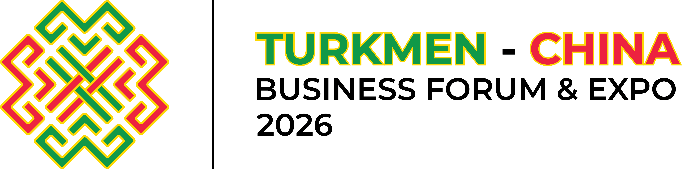 TURKMEN - CHINA
BUSINESS FORUM & EXPO
2026